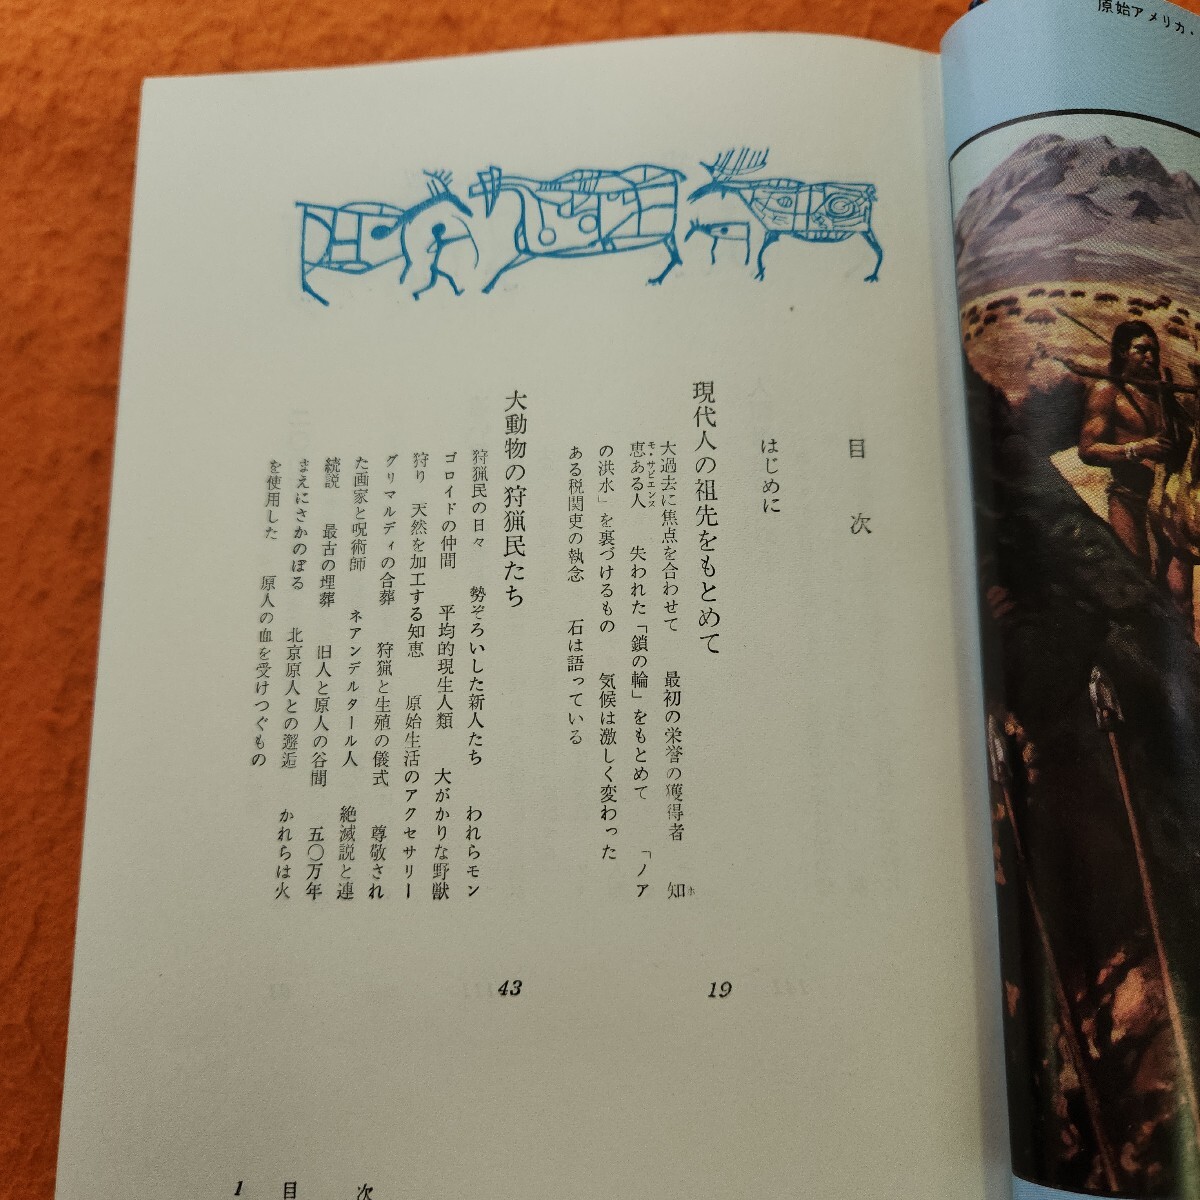 目次
はじめに
現代人の祖先をもとめて
大過去に焦点を合わせて　最初の栄誉の獲得者　知
恵ある人　失われた「鎖の輪」をもとめて　「ノア
ホ
モ・サピエンス
の洪水」を裏づけるもの　気候は激しく変わった
ある税関吏の執念　石は語っている
19
大動物の狩猟民たち
狩猟民の日々　勢ぞろいした新人たち　われらモン
ゴロイドの仲間　平均的現生人類　大がかりな野獣
狩り　天然を加工する知恵　原始生活のアクセサリー
グリマルディの合葬　狩猟と生殖の儀式　尊敬され
た画家と呪術師　ネアンデルタール人　絶滅説と連
続説　最古の埋葬　旧人と原人の谷間　五〇万年
まえにさかのぼる　北京原人との邂逅　かれらは火
を使用した　原人の血を受けつぐもの
43
1 目次
原始アメリカ・